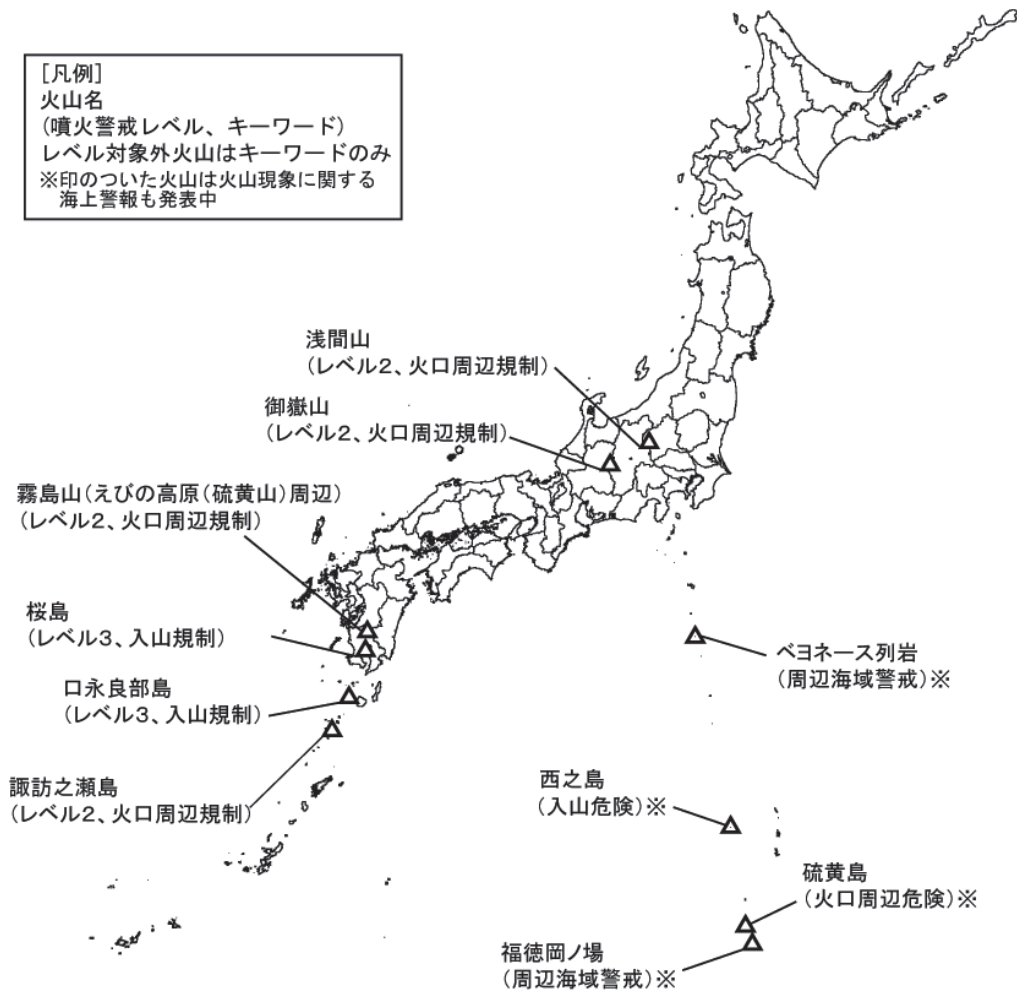 ［凡例］
火山名
（噴火警戒レベル、キーワード）
レベル対象外火山はキーワードのみ
※印のついた火山は火山現象に関する
海上警報も発表中
浅間山
（レベル２、火口周辺規制）
御嶽山
（レベル２、火口周辺規制）
霧島山（えびの高原（硫黄山）周辺）
（レベル２、火口周辺規制）
桜島
（レベル３、入山規制）
口永良部島
（レベル３、入山規制）
諏訪之瀬島
（レベル２、火口周辺規制）
ベヨネース列岩
（周辺海域警戒）※
西之島
（入山危険）※
硫黄島
（火口周辺危険）※
福徳岡ノ場
（周辺海域警戒）※